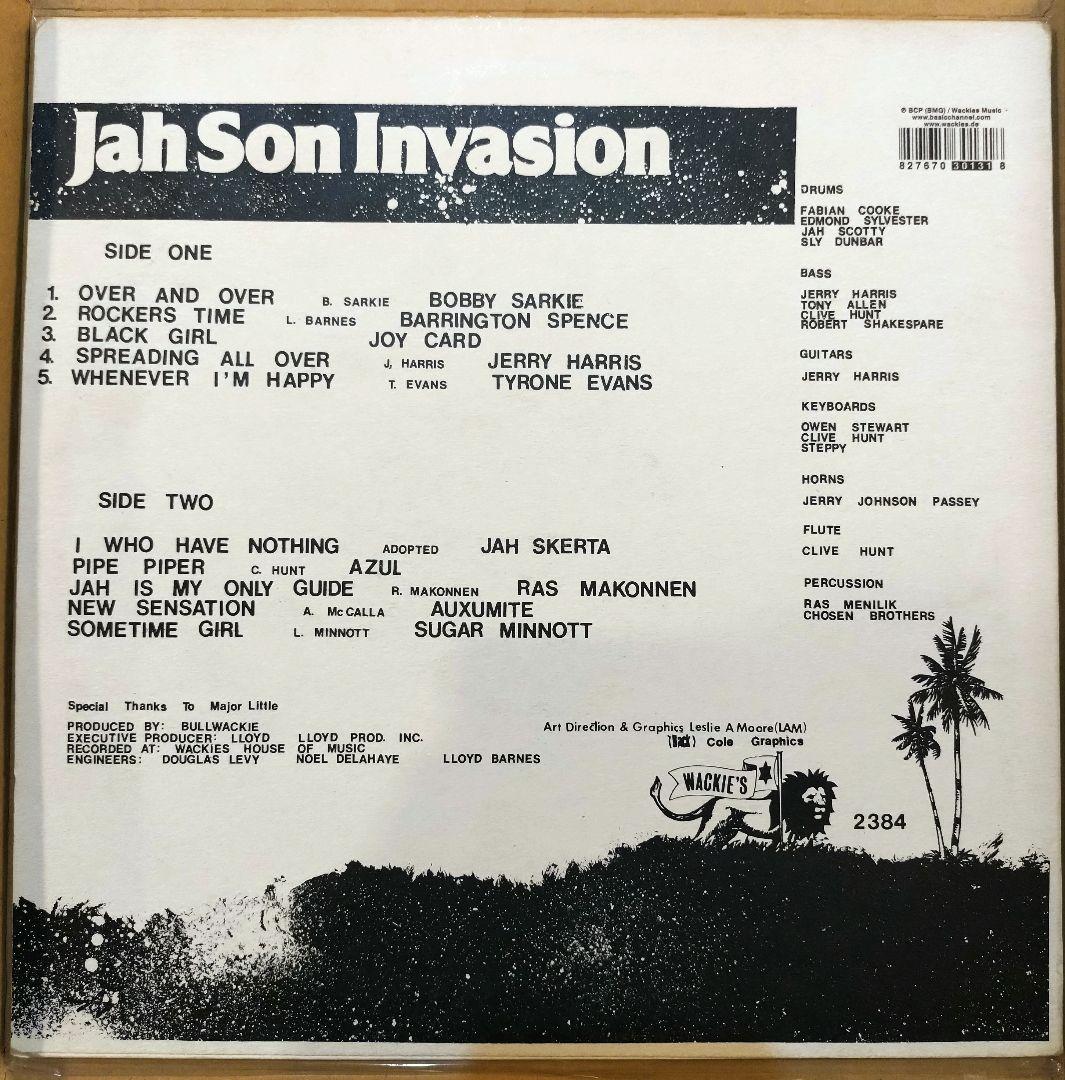 Jah Son Invasion
℗ BCP (BMG) / Wackies Music
www.basicchannel.com
www.wackies.de
827670 30131 8
SIDE ONE
1. OVER AND OVER B. SARKIE BOBBY SARKIE
2. ROCKERS TIME L. BARNES BARRINGTON SPENCE
3. BLACK GIRL JOY CARD
4. SPREADING ALL OVER J, HARRIS JERRY HARRIS
5. WHENEVER I'M HAPPY T. EVANS TYRONE EVANS
SIDE TWO
I WHO HAVE NOTHING ADOPTED JAH SKERTA
PIPE PIPER C. HUNT AZUL
JAH IS MY ONLY GUIDE R. MAKONNEN RAS MAKONNEN
NEW SENSATION A. McCALLA AUXUMITE
SOMETIME GIRL L. MINNOTT SUGAR MINNOTT
DRUMS
FABIAN COOKE
EDMOND SYLVESTER
JAH SCOTTY
SLY DUNBAR
BASS
JERRY HARRIS
TONY ALLEN
CLIVE HUNT
ROBERT SHAKESPARE
GUITARS
JERRY HARRIS
KEYBOARDS
OWEN STEWART
CLIVE HUNT
STEPPY
HORNS
JERRY JOHNSON PASSEY
FLUTE
CLIVE HUNT
PERCUSSION
RAS MENILIK
CHOSEN BROTHERS
Special Thanks To Major Little
PRODUCED BY: BULLWACKIE
EXECUTIVE PRODUCER: LLOYD LLOYD PROD. INC.
RECORDED AT: WACKIES HOUSE OF MUSIC
ENGINEERS: DOUGLAS LEVY NOEL DELAHAYE LLOYD BARNES
Art Direction & Graphics Leslie A Moore (LAM)
Cole Graphics
WACKIE'S
2384